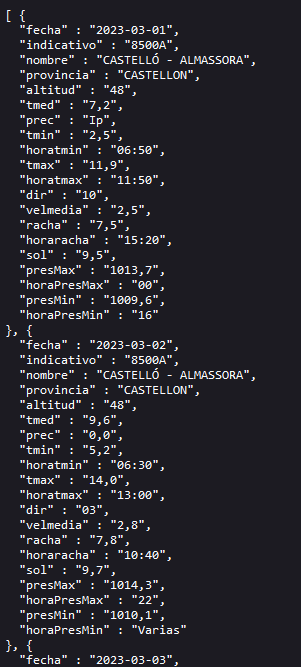 [ {
"fecha" : "2023-03-01",
"indicativo" : "8500A",
"nombre" : "CASTELLÓ - ALMASSORA",
"provincia" : "CASTELLON",
"altitud" : "48",
"tmed" : "7,2",
"prec" : "Ip",
"tmin" : "2,5",
"horatmin" : "06:50",
"tmax" : "11,9",
"horatmax" : "11:50",
"dir" : "10",
"velmedia" : "2,5",
"racha" : "7,5",
"horaracha" : "15:20",
"sol" : "9,5",
"presMax" : "1013,7",
"horaPresMax" : "00",
"presMin" : "1009,6",
"horaPresMin" : "16"
}, {
"fecha" : "2023-03-02",
"indicativo" : "8500A",
"nombre" : "CASTELLÓ - ALMASSORA",
"provincia" : "CASTELLON",
"altitud" : "48",
"tmed" : "9,6",
"prec" : "0,0",
"tmin" : "5,2",
"horatmin" : "06:30",
"tmax" : "14,0",
"horatmax" : "13:00",
"dir" : "03",
"velmedia" : "2,8",
"racha" : "7,8",
"horaracha" : "10:40",
"sol" : "9,7",
"presMax" : "1014,3",
"horaPresMax" : "22",
"presMin" : "1010,1",
"horaPresMin" : "Varias"
}, {
"fecha" : "2023-03-03",